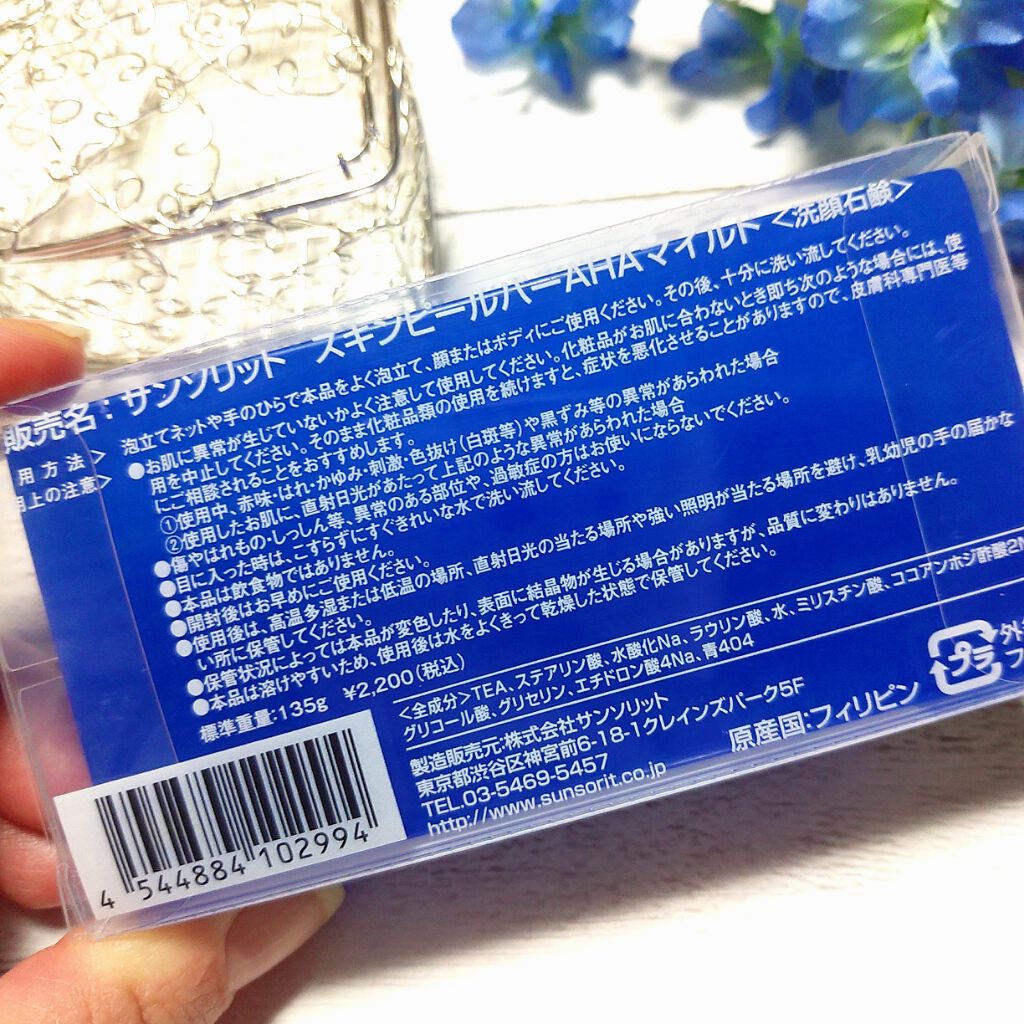 販売名:サンソリット スキンピールバーAHAマイルド <洗顔石鹸>
用方法> 泡立てネットや手のひらで本品をよく泡立て、顔またはボディにご使用ください。その後、十分に洗い流してください。
用上の注意> ●お肌に異常が生じていないかよく注意して使用してください。化粧品がお肌に合わないとき即ち次のような場合には、使
用を中止してください。そのまま化粧品類の使用を続けますと、症状を悪化させることがありますので、皮膚科専門医等
にご相談されることをおすすめします。
①使用中、赤味・はれ・かゆみ・刺激・色抜け(白斑等)や黒ずみ等の異常があらわれた場合
②使用したお肌に、直射日光があたって上記のような異常があらわれた場合
●傷やはれもの・しっしん等、異常のある部位や、過敏症の方はお使いにならないでください。
●目に入った時は、こすらずにすぐきれいな水で洗い流してください。
●本品は飲食物ではありません。
●開封後はお早めにご使用ください。
●使用後は、高温多湿または低温の場所、直射日光の当たる場所や強い照明が当たる場所を避け、乳幼児の手の届かな
い所に保管してください。
●保管状況によっては本品が変色したり、表面に結晶物が生じる場合がありますが、品質に変わりはありません。
●本品は溶けやすいため、使用後は水をよくきって乾燥した状態で保管してください。
標準重量:135g ¥2,200(税込)
<全成分>TEA、ステアリン酸、水酸化Na、ラウリン酸、水、ミリスチン酸、ココアンホジ酢酸2N
グリコール酸、グリセリン、エチドロン酸4Na、青404
製造販売元:株式会社サンソリット
東京都渋谷区神宮前6-18-1クレインズパーク5F
TEL.03-5469-5457
http://www.sunsorit.co.jp
原産国:フィリピン
プラ
外
フ
4 544884 102994